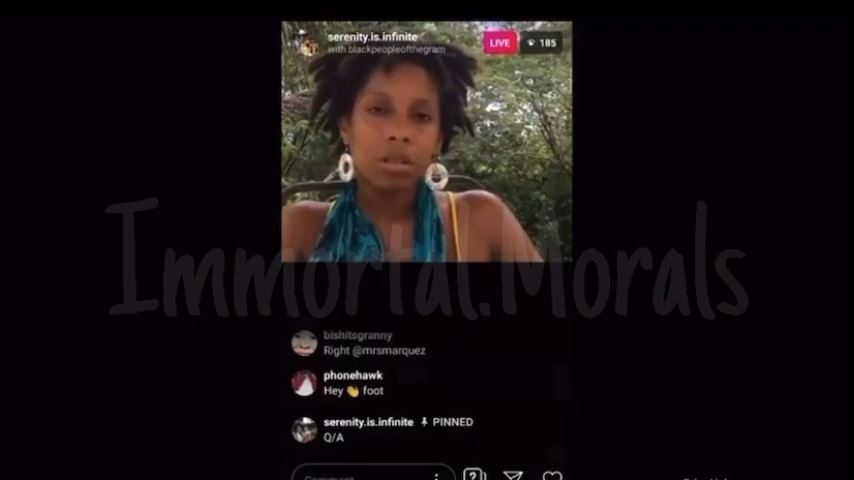 serenity.is.infinite
with blackpeopleofthegram
LIVE
185
Immortal.Morals
bishitsgranny
Right @mrsmarquez
phonehawk
Hey 👋 foot
serenity.is.infinite PINNED
Q/A
Comment